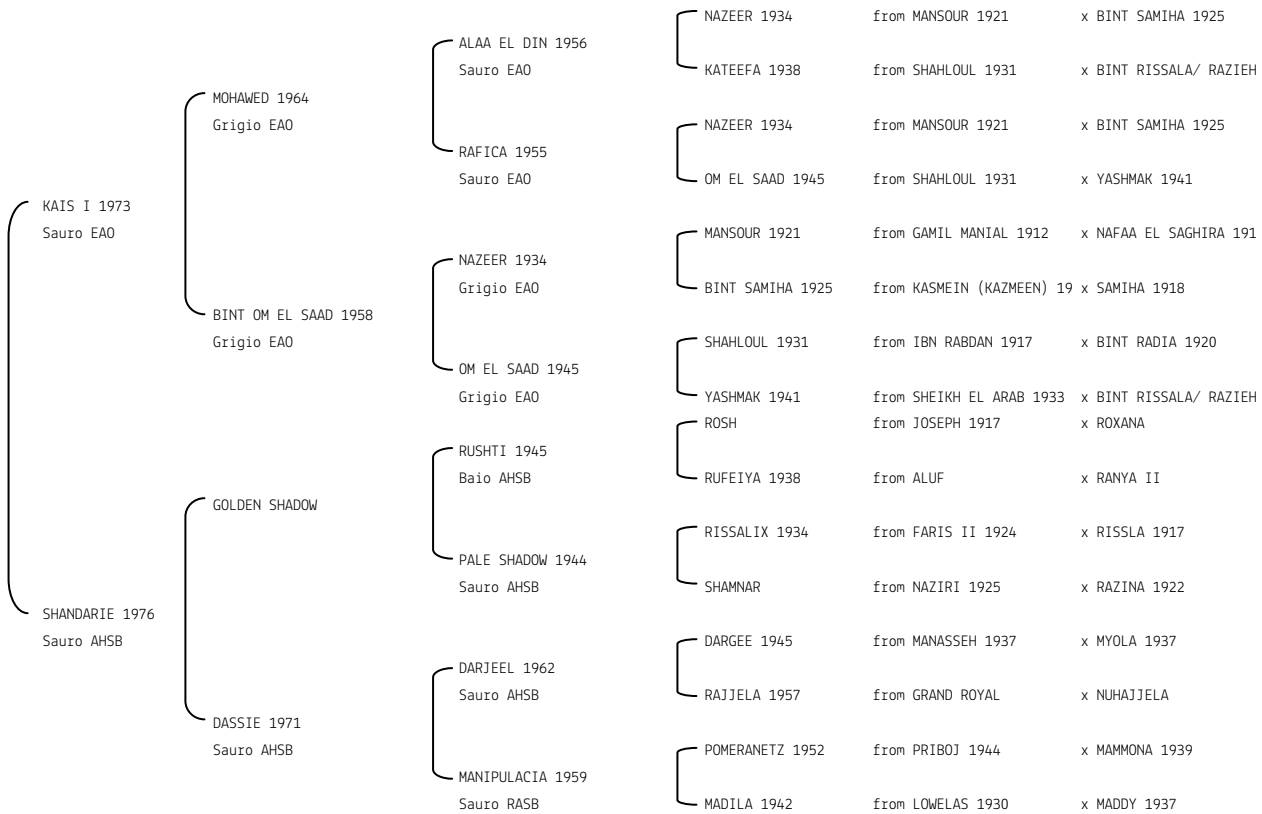 NAZEER 1934 from MANSOUR 1921 x BINT SAMIHA 1925
ALAA EL DIN 1956
Sauro EAO
KATEEFA 1938 from SHAHLOUL 1931 x BINT RISSALA/ RAZIEH
MOHAWED 1964
Grigio EAO
NAZEER 1934 from MANSOUR 1921 x BINT SAMIHA 1925
RAFICA 1955
Sauro EAO
OM EL SAAD 1945 from SHAHLOUL 1931 x YASHMAK 1941
KAIS I 1973
Sauro EAO
MANSOUR 1921 from GAMIL MANIAL 1912 x NAFAA EL SAGHIRA 191
NAZEER 1934
Grigio EAO
BINT SAMIHA 1925 from KASMEIN (KAZMEEN) 19 x SAMIHA 1918
BINT OM EL SAAD 1958
Grigio EAO
SHAHLOUL 1931 from IBN RABDAN 1917 x BINT RADIA 1920
OM EL SAAD 1945
Grigio EAO
YASHMAK 1941 from SHEIKH EL ARAB 1933 x BINT RISSALA/ RAZIEH
ROSH from JOSEPH 1917 x ROXANA
RUSHTI 1945
Baio AHSB
RUFEIYA 1938 from ALUF x RANYA II
GOLDEN SHADOW
RISSALIX 1934 from FARIS II 1924 x RISSLA 1917
PALE SHADOW 1944
Sauro AHSB
SHAMNAR from NAZIRI 1925 x RAZINA 1922
SHANDARIE 1976
Sauro AHSB
DARGEE 1945 from MANASSEH 1937 x MYOLA 1937
DARJEEL 1962
Sauro AHSB
RAJJELA 1957 from GRAND ROYAL x NUHAJJELA
DASSIE 1971
Sauro AHSB
POMERANETZ 1952 from PRIBOJ 1944 x MAMMONA 1939
MANIPULACIA 1959
Sauro RASB
MADILA 1942 from LOWELAS 1930 x MADDY 1937